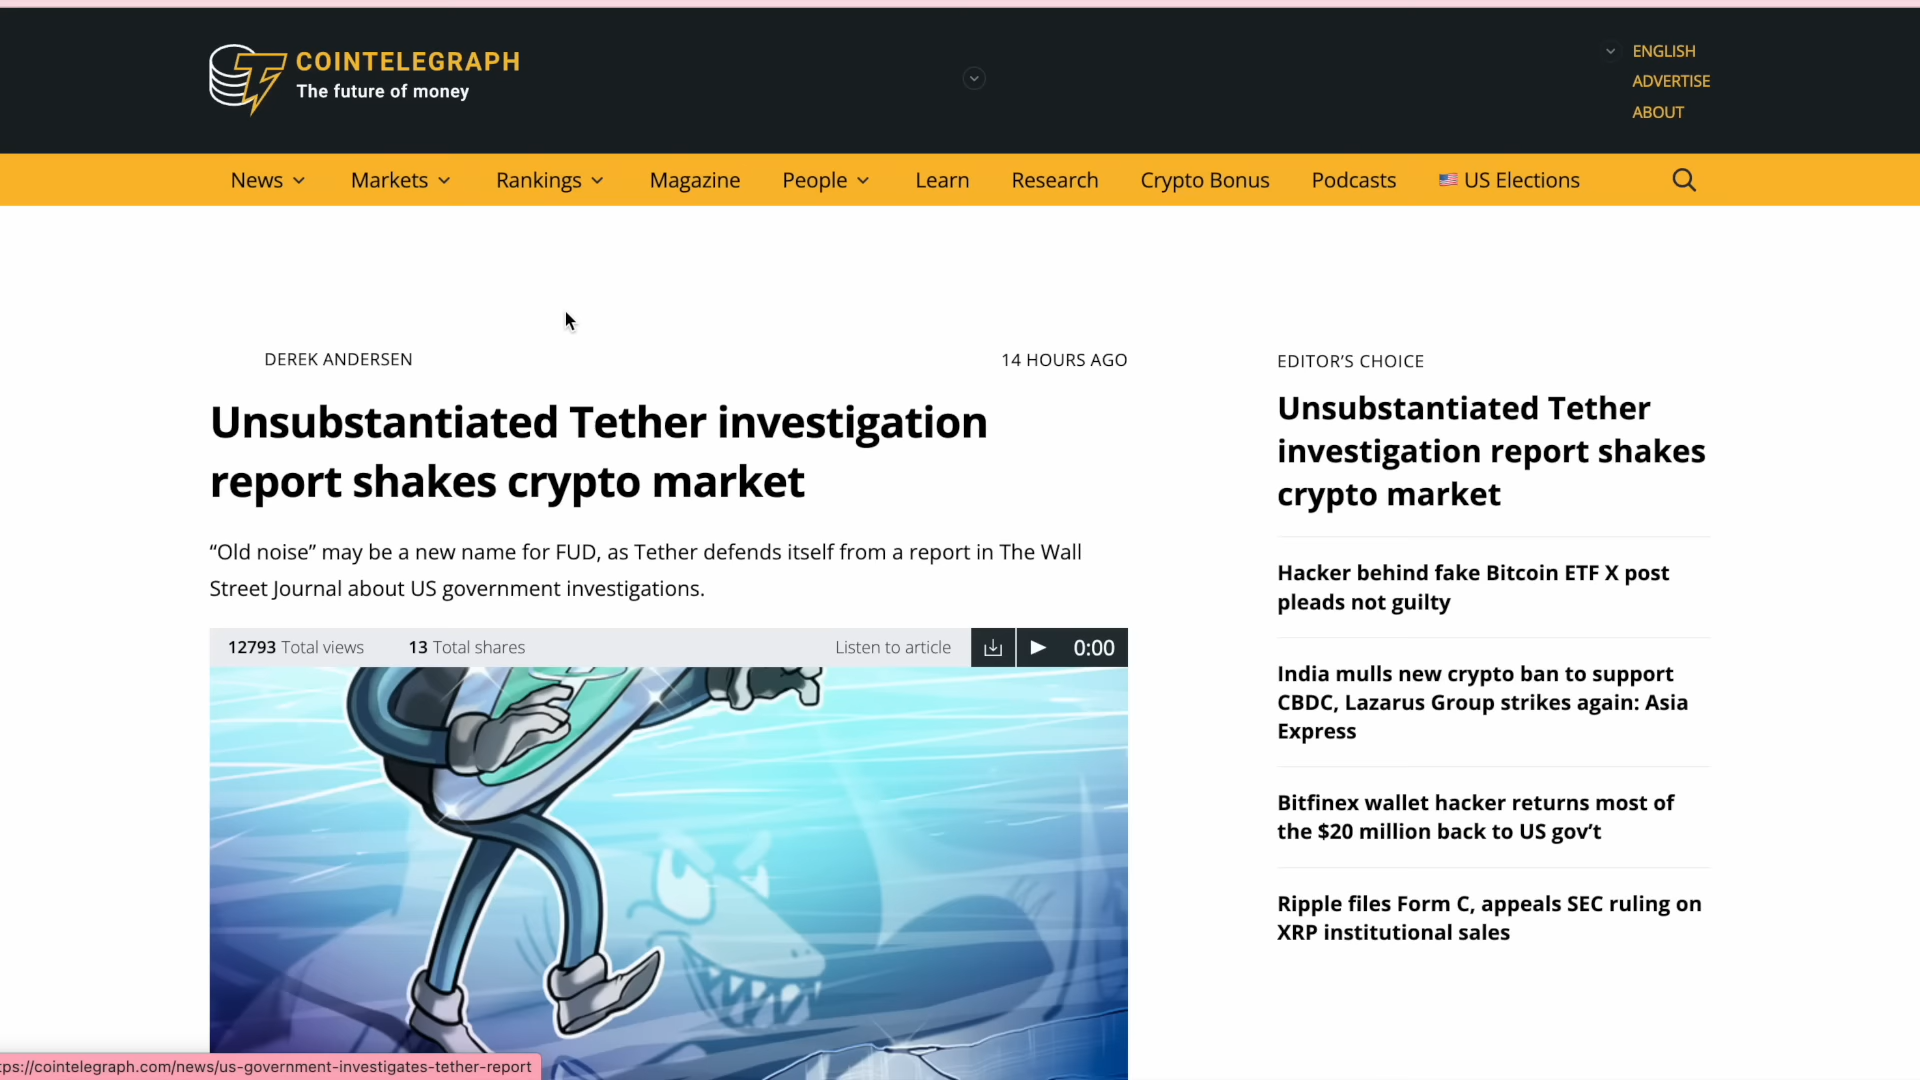 COINTELEGRAPH
The future of money
ENGLISH
ADVERTISE
ABOUT
News
Markets
Rankings
Magazine
People
Learn
Research
Crypto Bonus
Podcasts
US Elections
DEREK ANDERSEN
14 HOURS AGO
Unsubstantiated Tether investigation
report shakes crypto market
“Old noise” may be a new name for FUD, as Tether defends itself from a report in The Wall
Street Journal about US government investigations.
12793 Total views
13 Total shares
Listen to article
0:00
EDITOR’S CHOICE
Unsubstantiated Tether
investigation report shakes
crypto market
Hacker behind fake Bitcoin ETF X post
pleads not guilty
India mulls new crypto ban to support
CBDC, Lazarus Group strikes again: Asia
Express
Bitfinex wallet hacker returns most of
the $20 million back to US gov’t
Ripple files Form C, appeals SEC ruling on
XRP institutional sales
tps://cointelegraph.com/news/us-government-investigates-tether-report